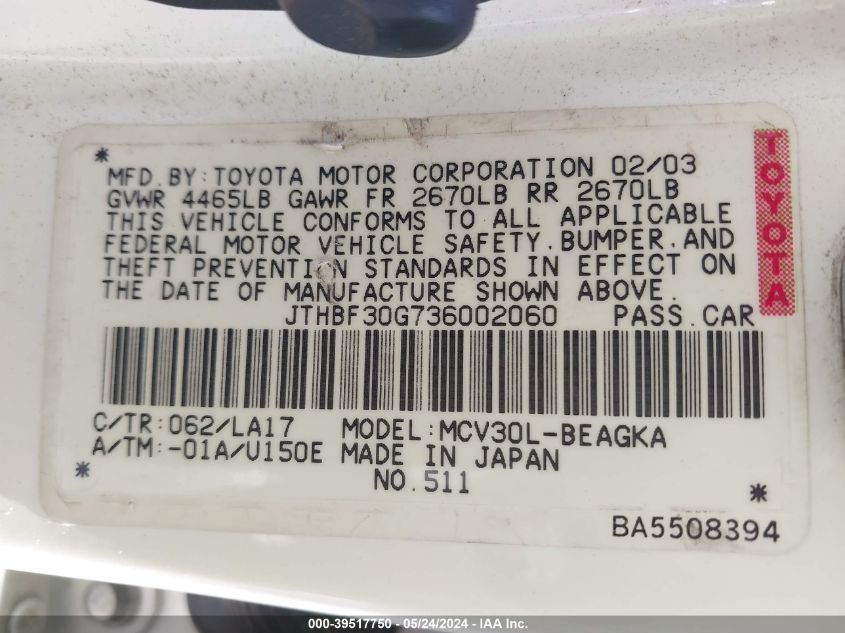 MFD. BY: TOYOTA MOTOR CORPORATION 02/03
GVWR 4465LB GAWR FR 2670LB RR 2670LB
THIS VEHICLE CONFORMS TO ALL APPLICABLE
FEDERAL MOTOR VEHICLE SAFETY. BUMPER. AND
THEFT PREVENTION STANDARDS IN EFFECT ON
THE DATE OF MANUFACTURE SHOWN ABOVE.
JTHBF30G736002060 PASS. CAR
TOYOTA
C/TR: 062/LA17 MODEL: MCV30L-BEAGKA
A/TM: -01A/U150E MADE IN JAPAN
NO. 511
BA5508394
000-39517750 - 05/24/2024 - IAA Inc.